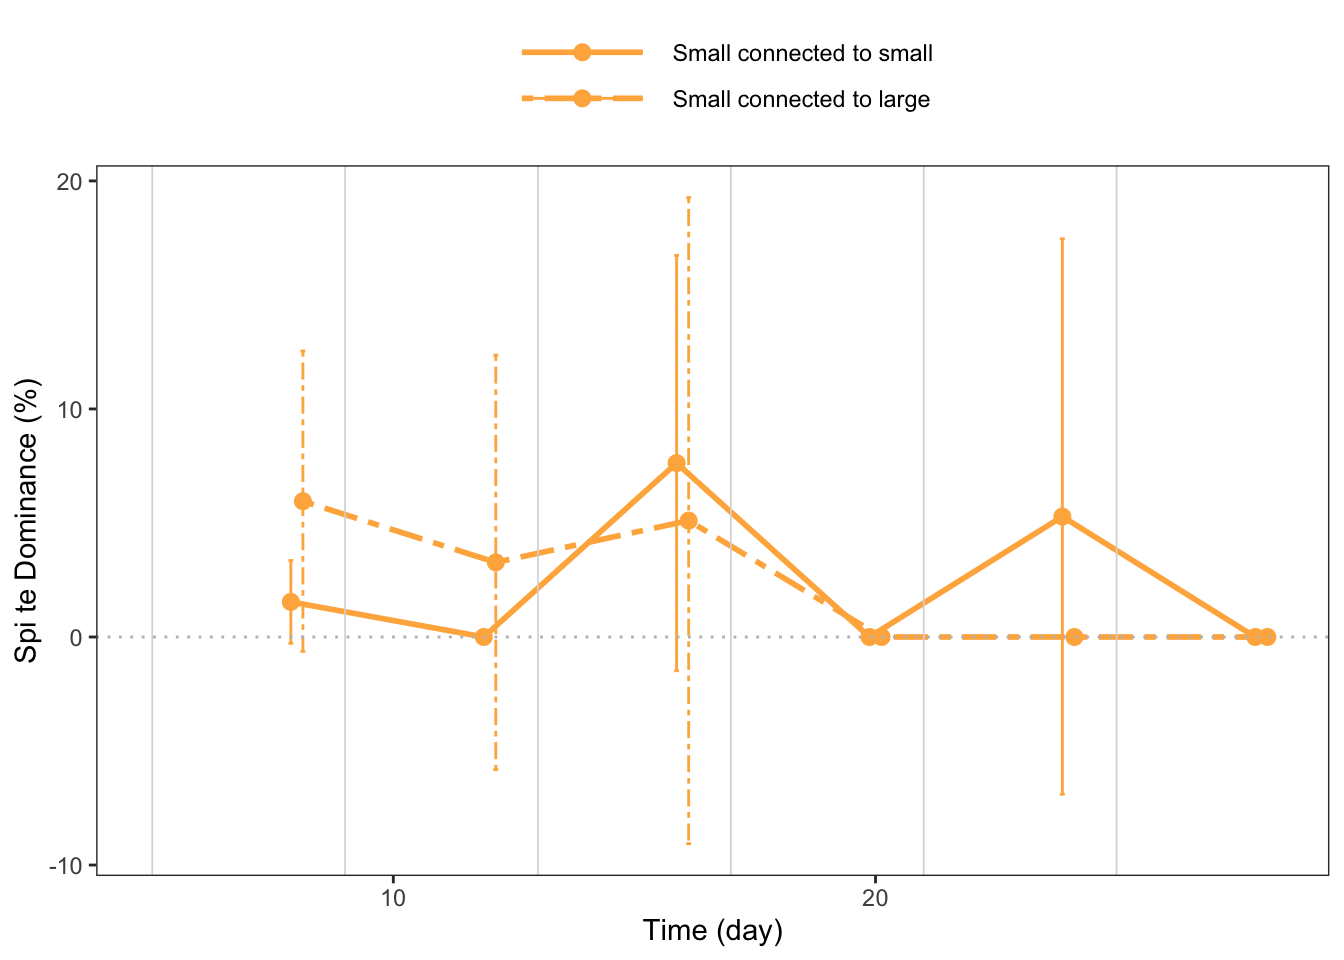 Small connected to small
Small connected to large
Spi te Dominance (%)
20
10
0
-10
10
20
Time (day)